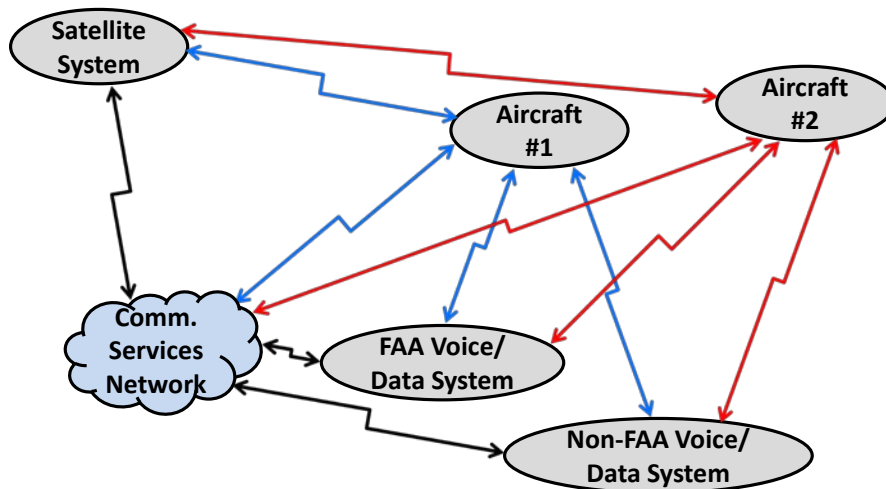 Satellite
System
Aircraft
#1
Aircraft
#2
Comm.
Services
Network
FAA Voice/
Data System
Non-FAA Voice/
Data System